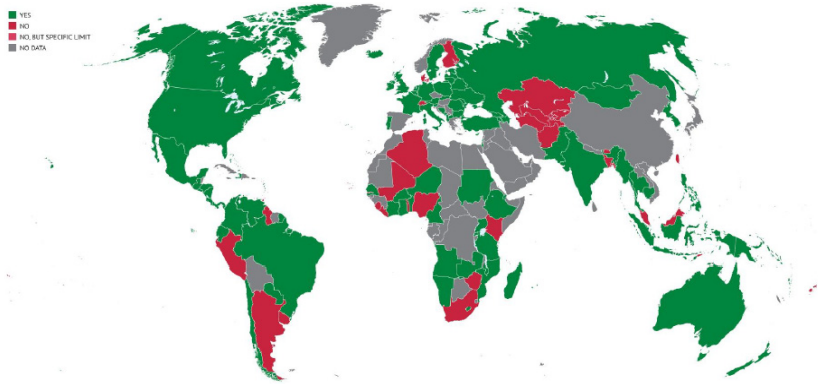 YES
NO
NO, BUT SPECIFIC LIMIT
NO DATA